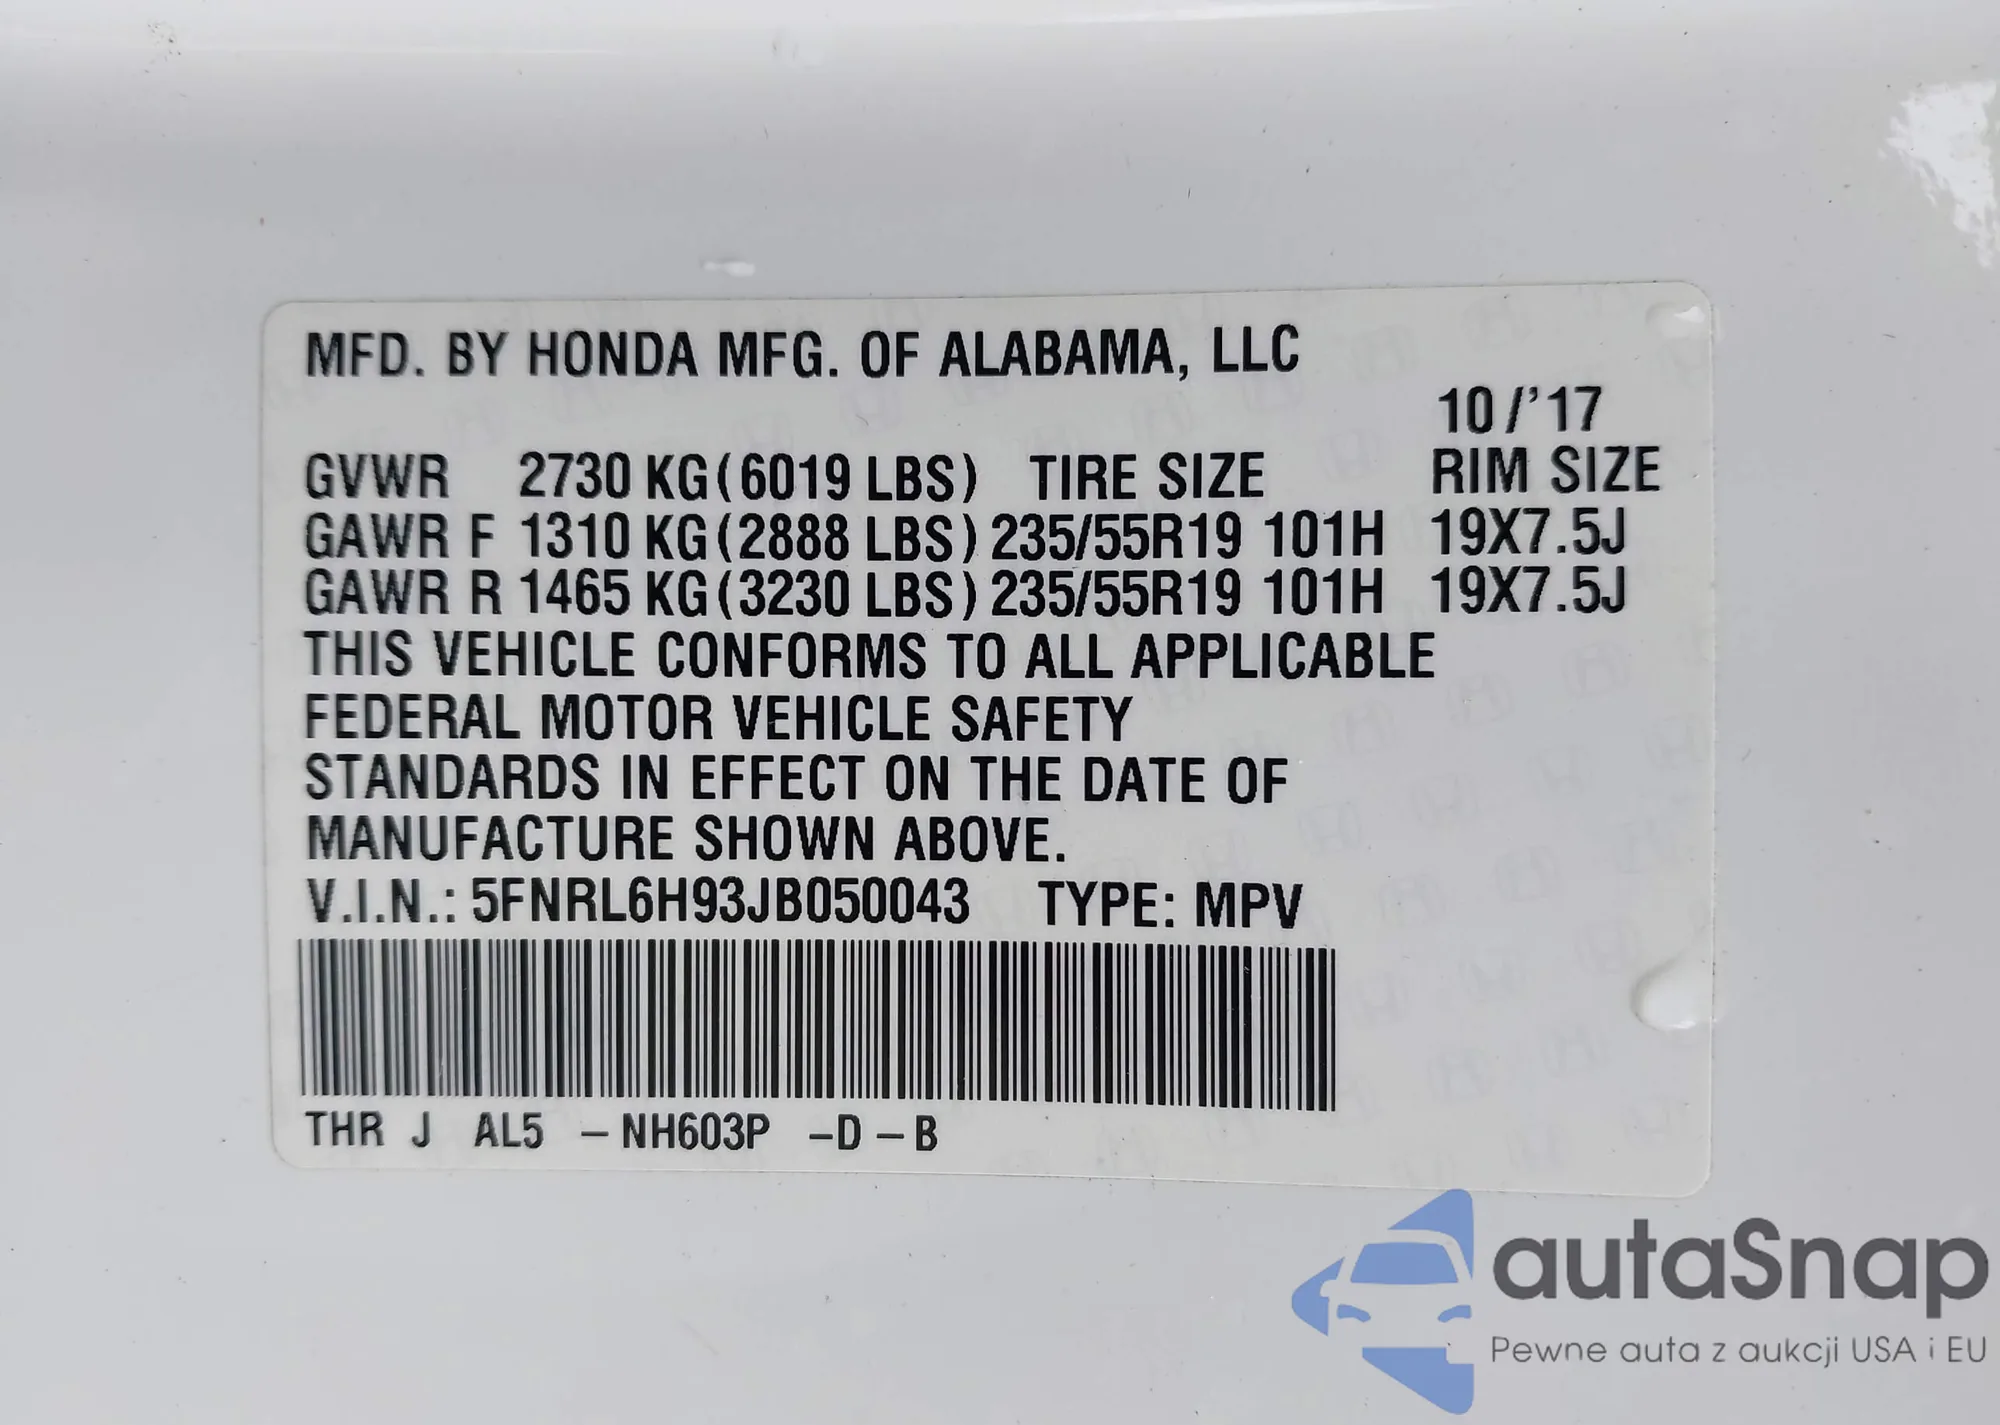 MFD. BY HONDA MFG. OF ALABAMA, LLC
10/'17
GVWR 2730 KG(6019 LBS) TIRE SIZE RIM SIZE
GAWR F 1310 KG(2888 LBS) 235/55R19 101H 19X7.5J
GAWR R 1465 KG(3230 LBS) 235/55R19 101H 19X7.5J
THIS VEHICLE CONFORMS TO ALL APPLICABLE
FEDERAL MOTOR VEHICLE SAFETY
STANDARDS IN EFFECT ON THE DATE OF
MANUFACTURE SHOWN ABOVE.
V.I.N.: 5FNRL6H93JB050043 TYPE: MPV
THR J AL5 – NH603P –D – B
autaSnap
Pewne auta z aukcji USA i EU